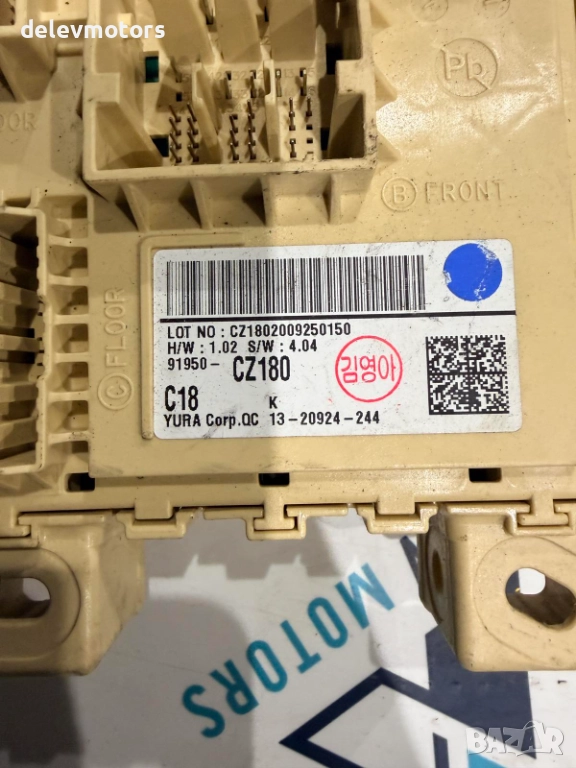 delevmotors
FLOOR
Pb
B FRONT
C FLOOR
LOT NO : CZ1802009250150
H/W : 1.02 S/W : 4.04
91950- CZ180
김영아
C18 K
YURA Corp.QC 13-20924-244
MOTORS
BAZAR